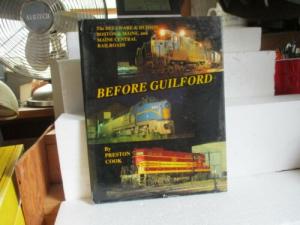 The DELAWARE & HUDSON,
BOSTON & MAINE, and
MAINE CENTRAL
RAILROADS
BEFORE GUILFORD
By
PRESTON
COOK